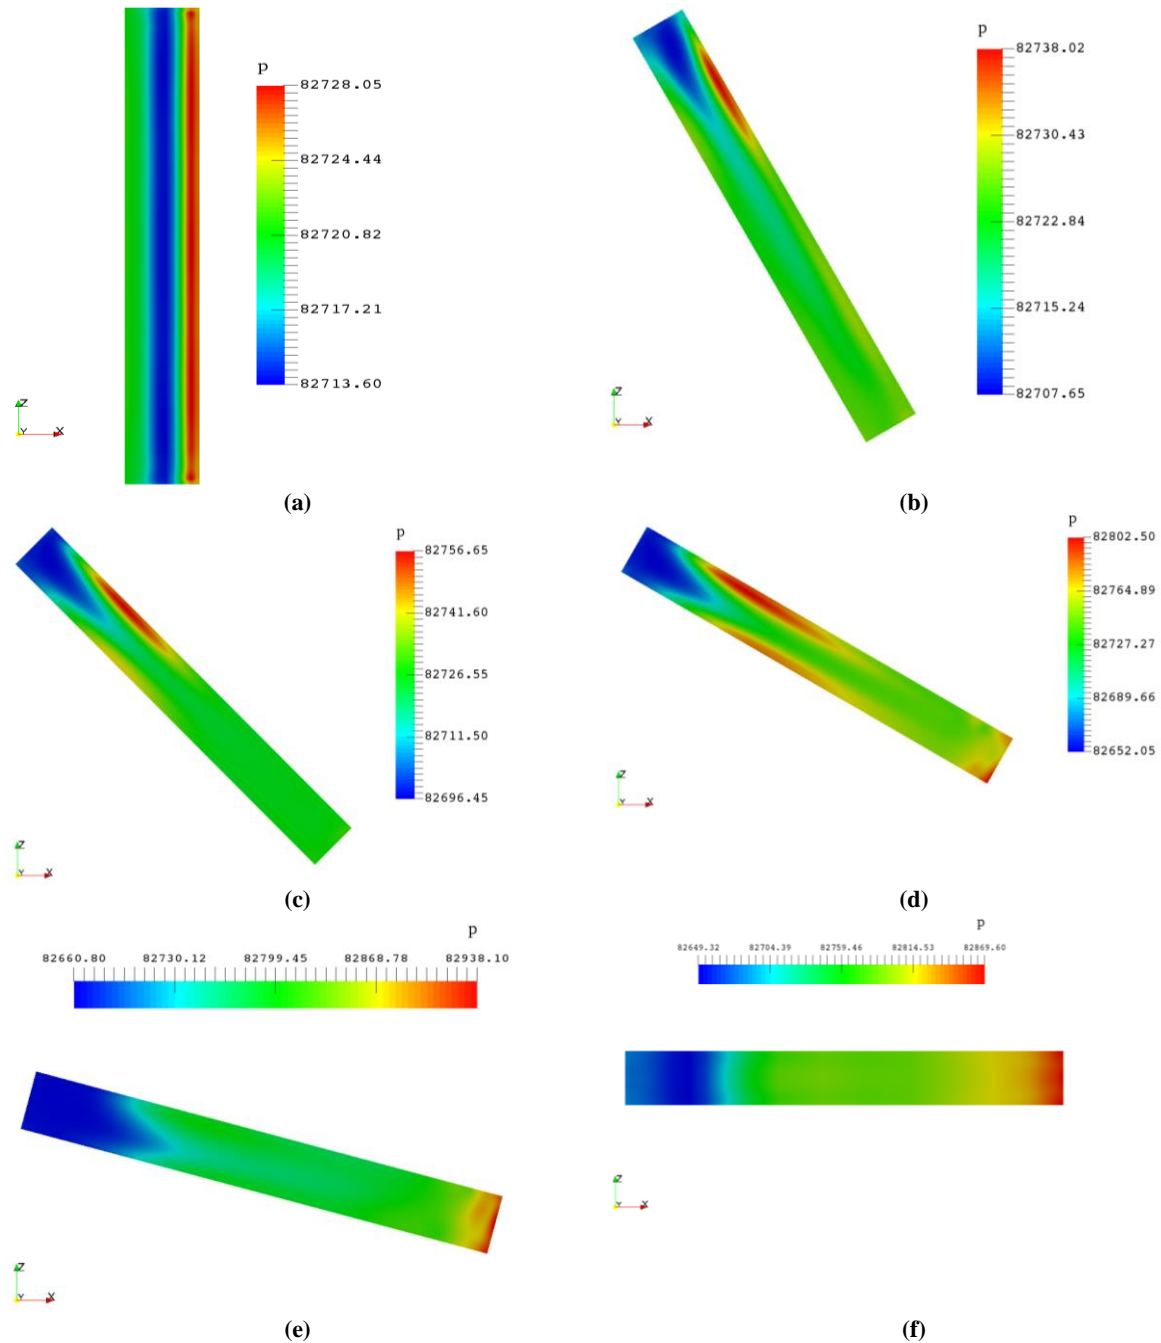 p
82728.05
82724.44
82720.82
82717.21
82713.60
Z
Y X
(a)
p
82738.02
82730.43
82722.84
82715.24
82707.65
Z
Y X
(b)
p
82756.65
82741.60
82726.55
82711.50
82696.45
Z
Y X
(c)
p
82802.50
82764.89
82727.27
82689.66
82652.05
Z
Y X
(d)
p
82660.80 82730.12 82799.45 82868.78 82938.10
Z
Y X
(e)
p
82649.32 82704.39 82759.46 82814.53 82869.60
Z
Y X
(f)